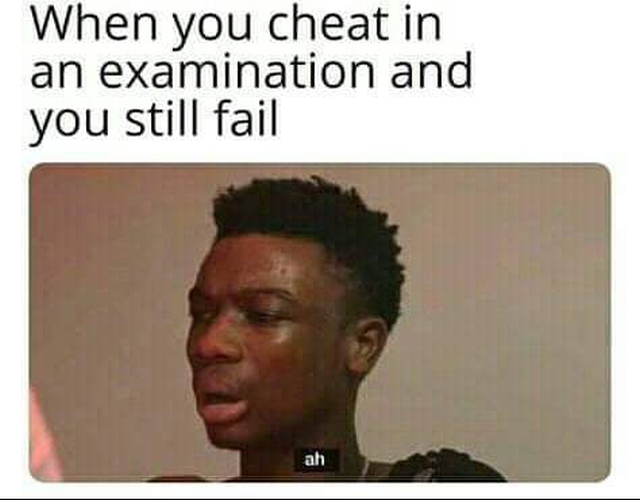 When you cheat in
an examination and
you still fail
ah